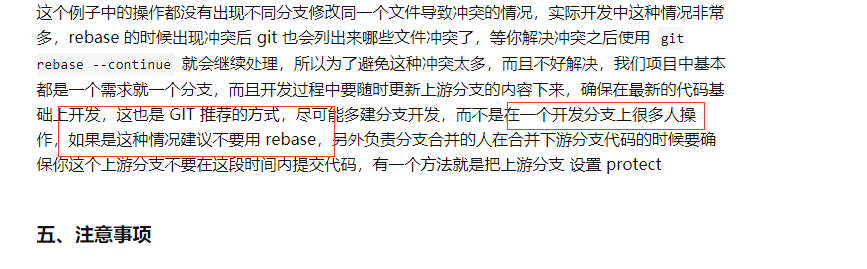 这个例子中的操作都没有出现不同分支修改同一个文件导致冲突的情况，实际开发中这种情况非常
多，rebase 的时候出现冲突后 git 也会列出来哪些文件冲突了，等你解决冲突之后使用 git
rebase --continue 就会继续处理，所以为了避免这种冲突太多，而且不好解决，我们项目中基本
都是一个需求就一个分支，而且开发过程中要随时更新上游分支的内容下来，确保在最新的代码基
础上开发，这也是 GIT 推荐的方式，尽可能多建分支开发，而不是在一个开发分支上很多人操
作，如果是这种情况建议不要用 rebase，另外负责分支合并的人在合并下游分支代码的时候要确
保你这个上游分支不要在这段时间内提交代码，有一个方法就是把上游分支 设置 protect
五、注意事项